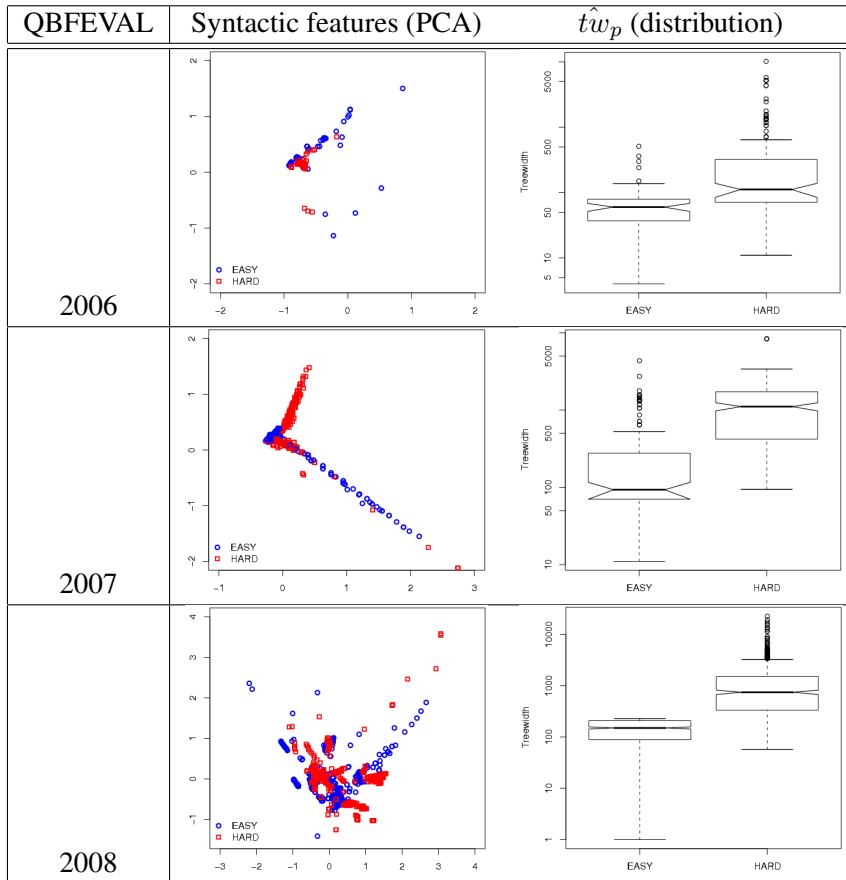 QBFEVAL Syntactic features (PCA) t̂w_p (distribution)
2
1
0
−1
−2
EASY
HARD
−2 −1 0 1 2
2006
Treewidth
5000
500
50
10
5
EASY HARD
2
1
0
−1
−2
EASY
HARD
0 1 2 3
2007
Treewidth
5000
500
100
50
10
EASY HARD
4
3
2
1
0
−1
EASY
HARD
−3 −2 −1 0 1 2 3 4
2008
Treewidth
10000
1000
100
10
1
EASY HARD